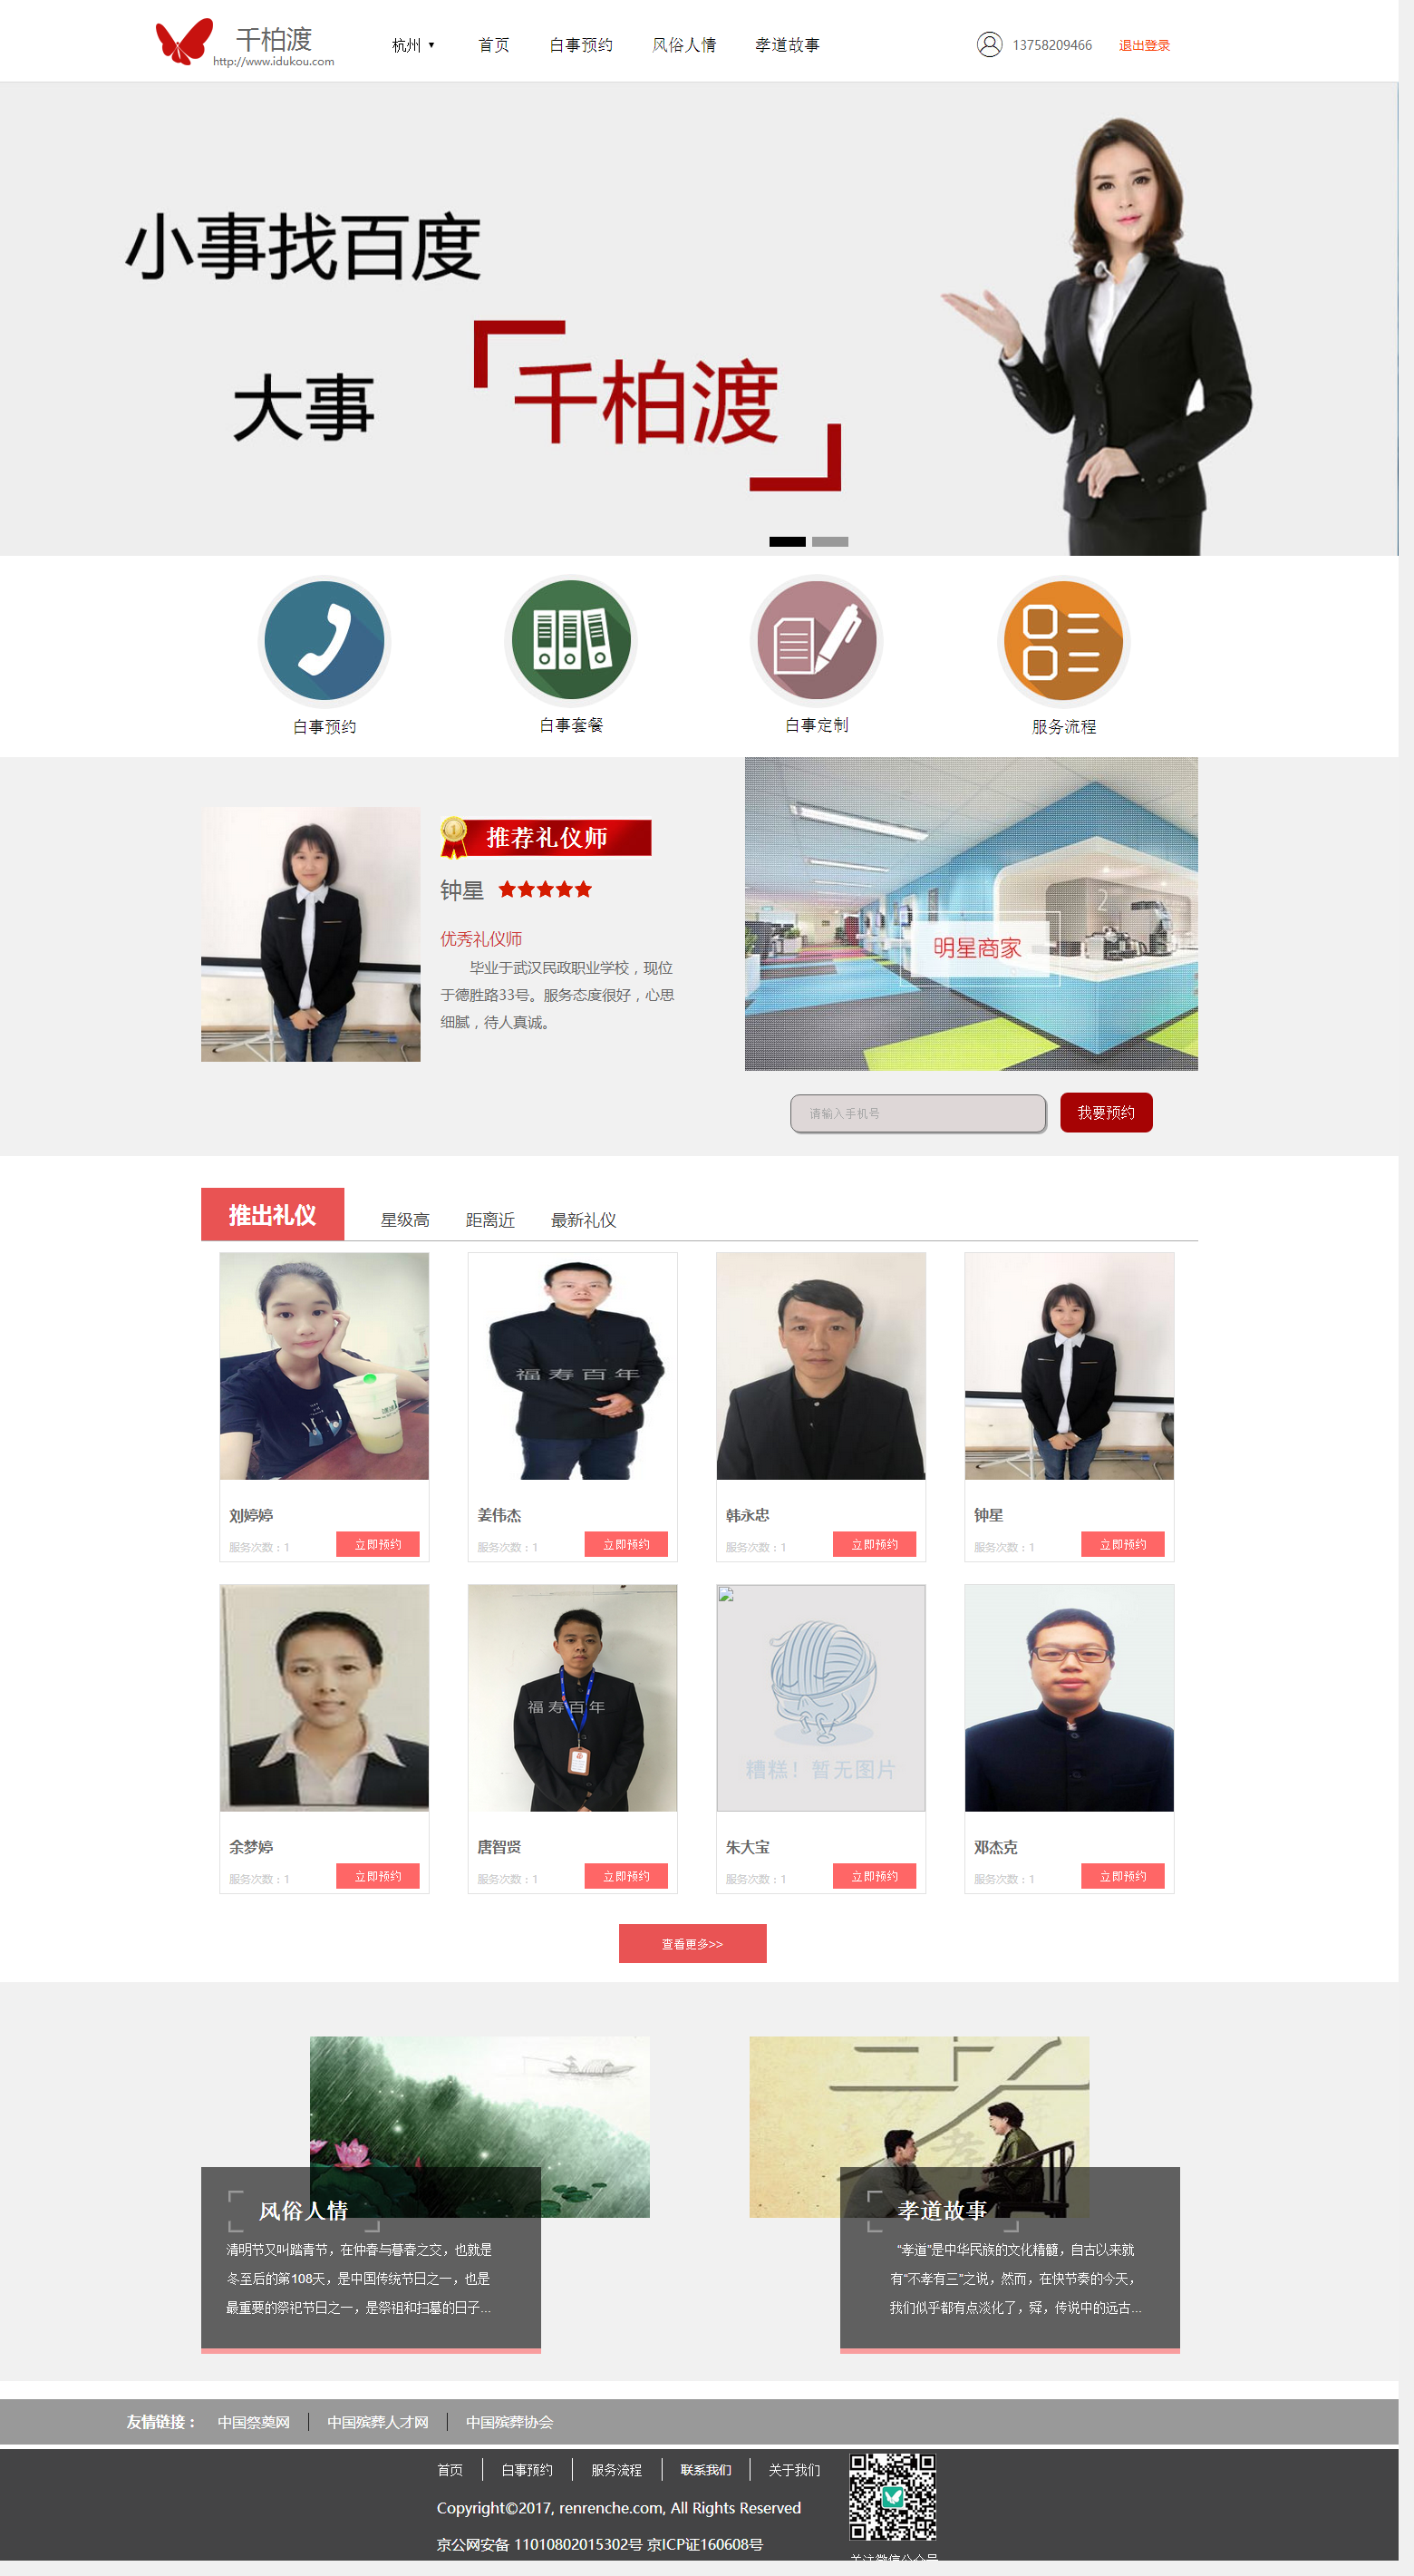 千柏渡
http://www.idukou.com
杭州 ▼ 首页 白事预约 风俗人情 孝道故事 13758209466 退出登录
小事找百度
大事 千柏渡
白事预约 白事套餐 白事定制 服务流程
1 推荐礼仪师
钟星
优秀礼仪师
毕业于武汉民政职业学校，现位
于德胜路33号。服务态度很好，心思
细腻，待人真诚。
2
明星商家
请输入手机号 我要预约
推出礼仪 星级高 距离近 最新礼仪
福寿百年
刘婷婷 姜伟杰 韩永忠 钟星
服务次数：1 立即预约 服务次数：1 立即预约 服务次数：1 立即预约 服务次数：1 立即预约
福寿百年
糟糕！暂无图片
余梦婷 唐智贤 朱大宝 邓杰克
服务次数：1 立即预约 服务次数：1 立即预约 服务次数：1 立即预约 服务次数：1 立即预约
查看更多>>
风俗人情
清明节又叫踏青节，在仲春与暮春之交，也就是
冬至后的第108天，是中国传统节日之一，也是
最重要的祭祀节日之一，是祭祖和扫墓的日子...
孝
孝道故事
“孝道”是中华民族的文化精髓，自古以来就
有“不孝有三”之说，然而，在快节奏的今天，
我们似乎都有点淡化了，舜，传说中的远古...
友情链接： 中国祭奠网 中国殡葬人才网 中国殡葬协会
首页 白事预约 服务流程 联系我们 关于我们
Copyright©2017, renrenche.com, All Rights Reserved
京公网安备 11010802015302号 京ICP证160608号
关注微信公众号